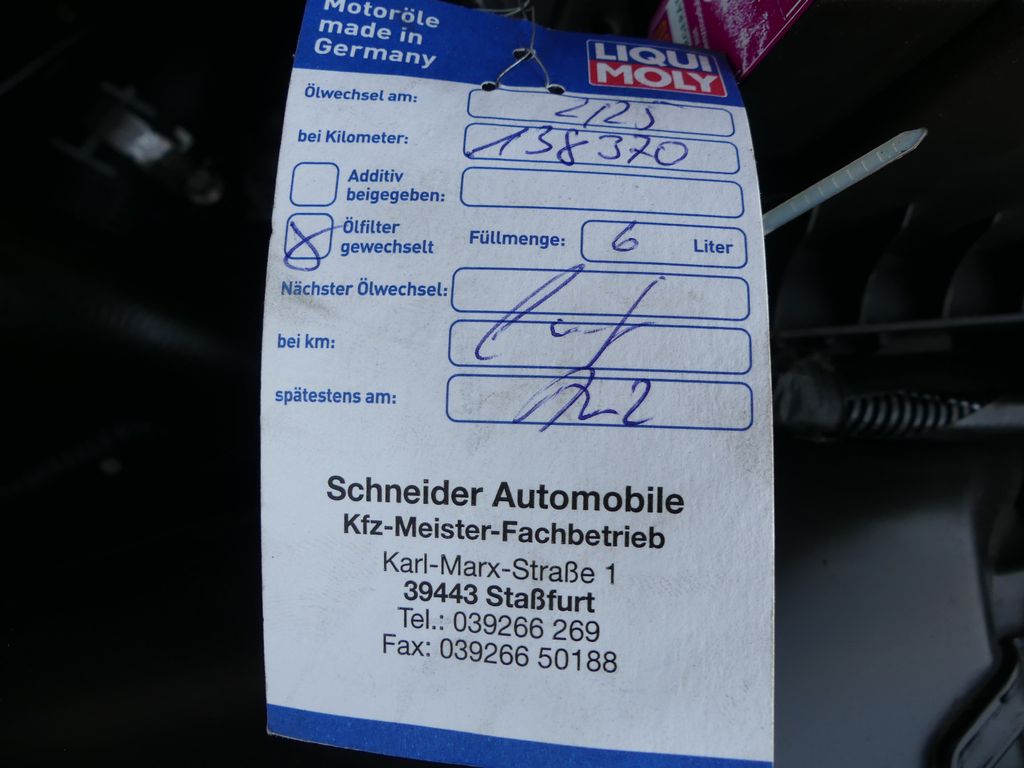 Motoröle
made in
Germany
LIQUI
MOLY
Ölwechsel am: 2/25
bei Kilometer: 138370
Additiv
beigegeben:
Ölfilter
gewechselt
Füllmenge: 6 Liter
Nächster Ölwechsel:
bei km:
spätestens am:
Schneider Automobile
Kfz-Meister-Fachbetrieb
Karl-Marx-Straße 1
39443 Staßfurt
Tel.: 039266 269
Fax: 039266 50188